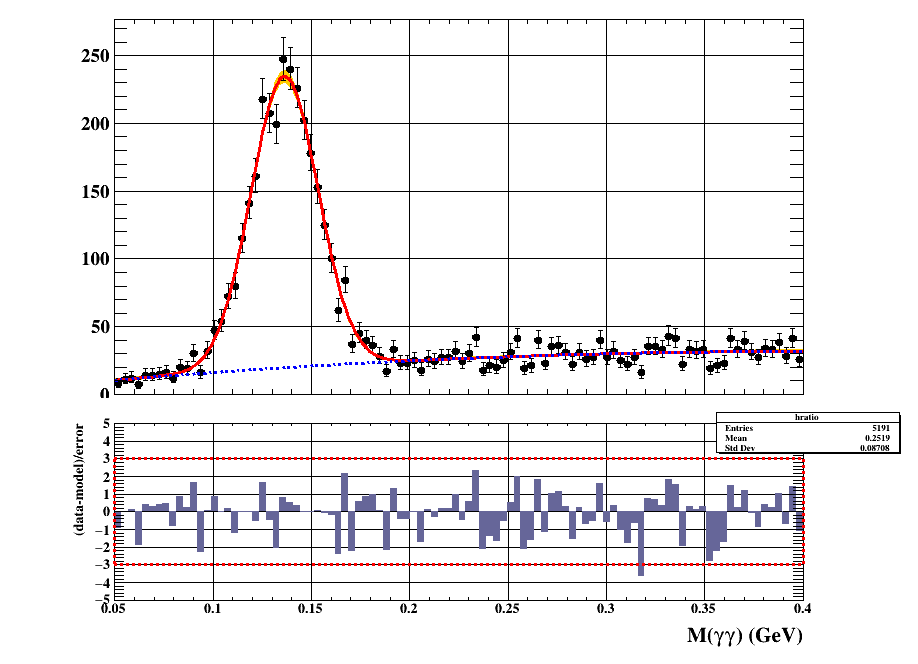 250
200
150
100
50
0
hratio
Entries 5191
Mean 0.2519
Std Dev 0.08708
(data-model)/error
5
4
3
2
1
0
−1
−2
−3
−4
−5
0.05 0.1 0.15 0.2 0.25 0.3 0.35 0.4
M(γγ) (GeV)